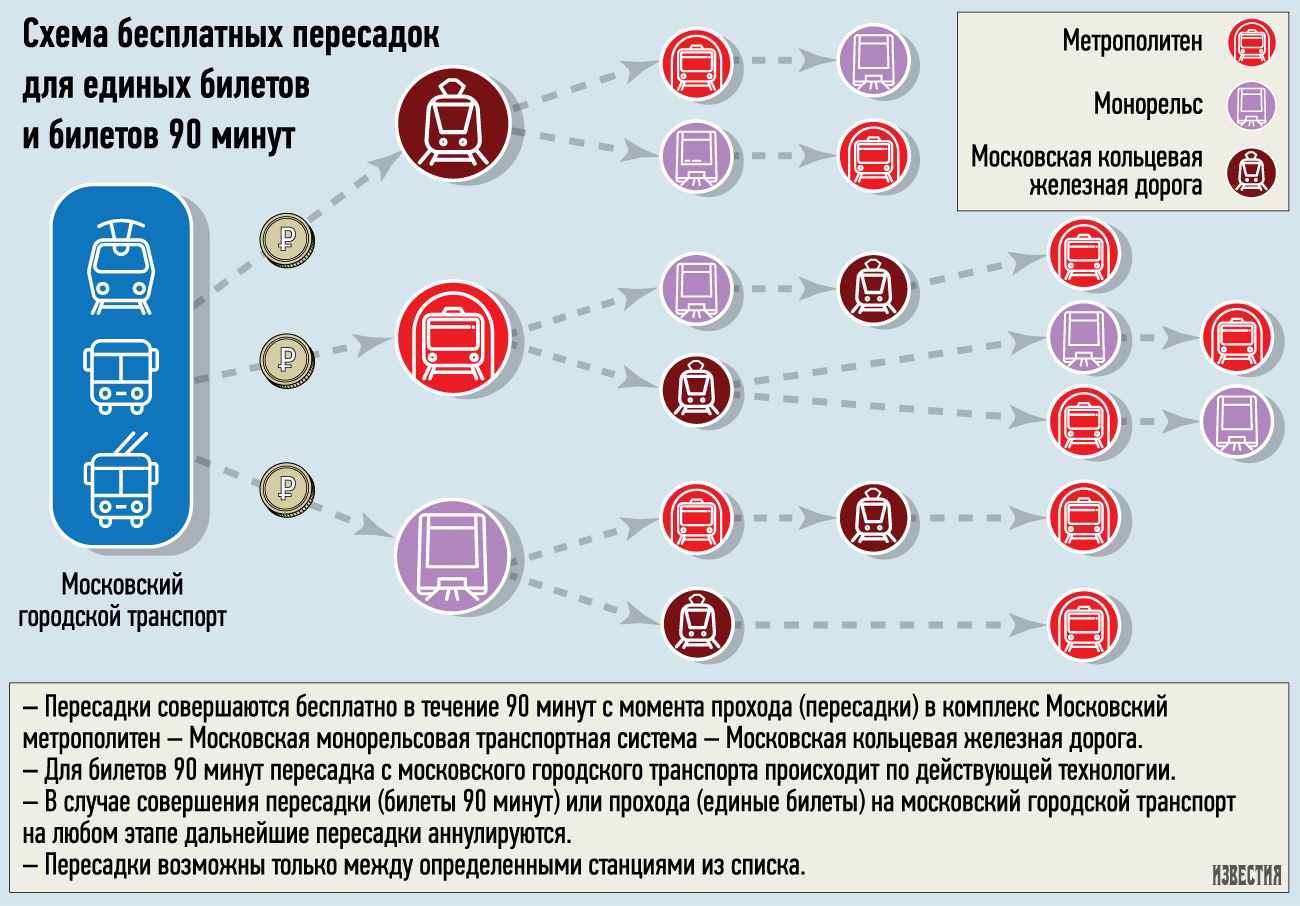 Схема бесплатных пересадок
для единых билетов
и билетов 90 минут
Метрополитен
Монорельс
Московская кольцевая
железная дорога
₽
₽
₽
Московский
городской транспорт
– Пересадки совершаются бесплатно в течение 90 минут с момента прохода (пересадки) в комплекс Московский
метрополитен – Московская монорельсовая транспортная система – Московская кольцевая железная дорога.
– Для билетов 90 минут пересадка с московского городского транспорта происходит по действующей технологии.
– В случае совершения пересадки (билеты 90 минут) или прохода (единые билеты) на московский городской транспорт
на любом этапе дальнейшие пересадки аннулируются.
– Пересадки возможны только между определенными станциями из списка.
ИЗВЕСТИЯ